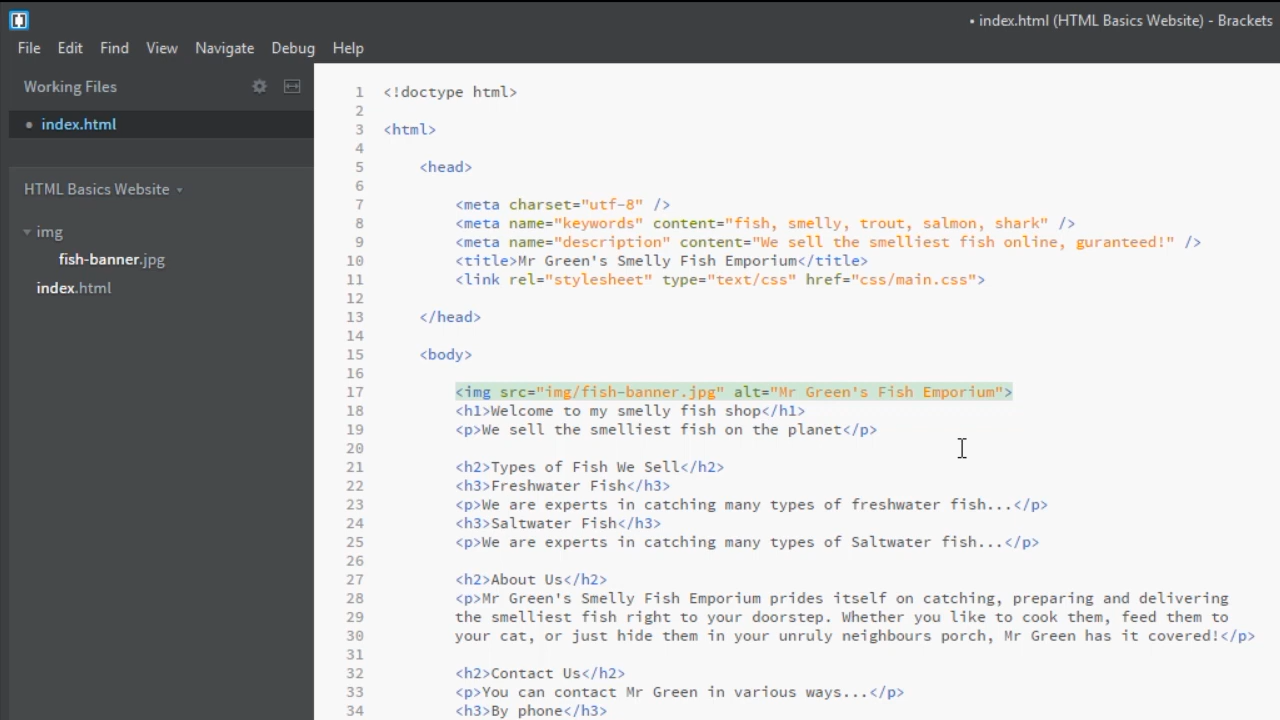 • index.html (HTML Basics Website) - Brackets
File Edit Find View Navigate Debug Help
Working Files
• index.html
HTML Basics Website
img
fish-banner.jpg
index.html
1 <!doctype html>
2
3 <html>
4
5 <head>
6
7 <meta charset="utf-8" />
8 <meta name="keywords" content="fish, smelly, trout, salmon, shark" />
9 <meta name="description" content="We sell the smelliest fish online, guranteed!" />
10 <title>Mr Green's Smelly Fish Emporium</title>
11 <link rel="stylesheet" type="text/css" href="css/main.css">
12
13 </head>
14
15 <body>
16
17 <img src="img/fish-banner.jpg" alt="Mr Green's Fish Emporium">
18 <h1>Welcome to my smelly fish shop</h1>
19 <p>We sell the smelliest fish on the planet</p>
20
21 <h2>Types of Fish We Sell</h2>
22 <h3>Freshwater Fish</h3>
23 <p>We are experts in catching many types of freshwater fish...</p>
24 <h3>Saltwater Fish</h3>
25 <p>We are experts in catching many types of Saltwater fish...</p>
26
27 <h2>About Us</h2>
28 <p>Mr Green's Smelly Fish Emporium prides itself on catching, preparing and delivering
29 the smelliest fish right to your doorstep. Whether you like to cook them, feed them to
30 your cat, or just hide them in your unruly neighbours porch, Mr Green has it covered!</p>
31
32 <h2>Contact Us</h2>
33 <p>You can contact Mr Green in various ways...</p>
34 <h3>By phone</h3>